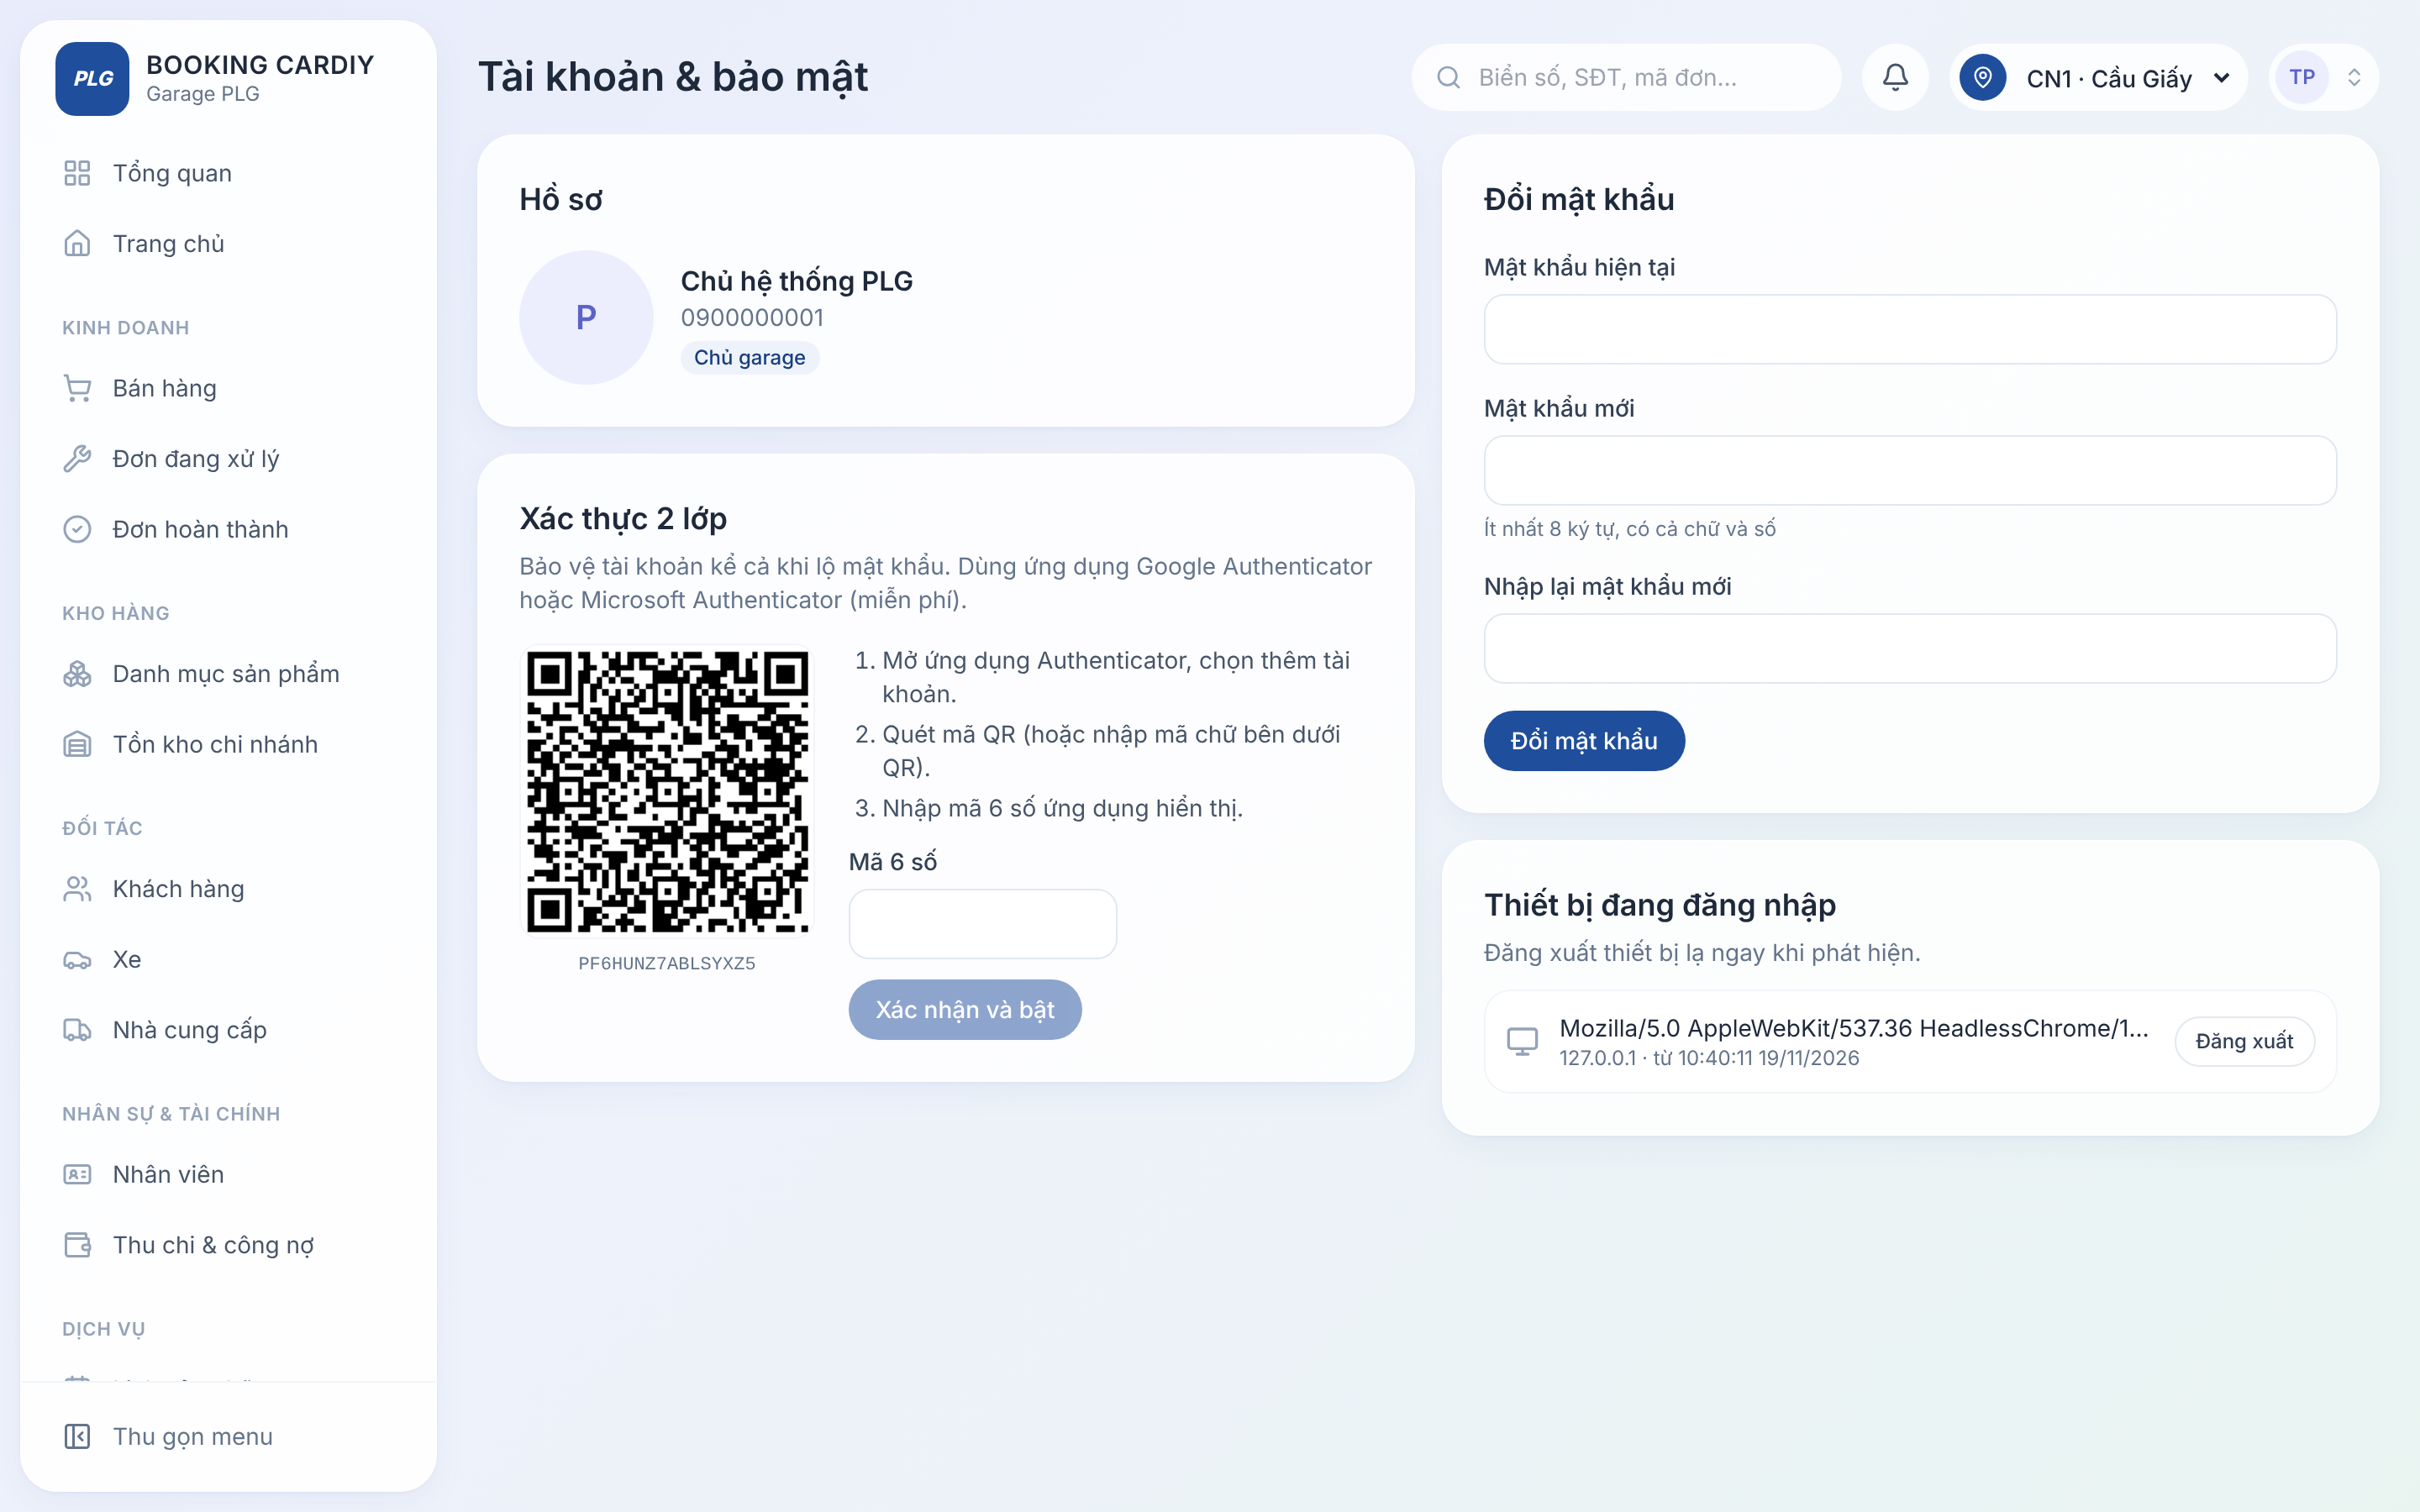 PLG
BOOKING CARDIY
Garage PLG
Tổng quan
Trang chủ
KINH DOANH
Bán hàng
Đơn đang xử lý
Đơn hoàn thành
KHO HÀNG
Danh mục sản phẩm
Tồn kho chi nhánh
ĐỐI TÁC
Khách hàng
Xe
Nhà cung cấp
NHÂN SỰ & TÀI CHÍNH
Nhân viên
Thu chi & công nợ
DỊCH VỤ
Thu gọn menu
Tài khoản & bảo mật
Biển số, SĐT, mã đơn...
CN1 · Cầu Giấy
TP
Hồ sơ
P
Chủ hệ thống PLG
0900000001
Chủ garage
Xác thực 2 lớp
Bảo vệ tài khoản kể cả khi lộ mật khẩu. Dùng ứng dụng Google Authenticator
hoặc Microsoft Authenticator (miễn phí).
1. Mở ứng dụng Authenticator, chọn thêm tài
khoản.
2. Quét mã QR (hoặc nhập mã chữ bên dưới
QR).
3. Nhập mã 6 số ứng dụng hiển thị.
Mã 6 số
PF6HUNZ7ABLSYXZ5
Xác nhận và bật
Đổi mật khẩu
Mật khẩu hiện tại
Mật khẩu mới
Ít nhất 8 ký tự, có cả chữ và số
Nhập lại mật khẩu mới
Đổi mật khẩu
Thiết bị đang đăng nhập
Đăng xuất thiết bị lạ ngay khi phát hiện.
Mozilla/5.0 AppleWebKit/537.36 HeadlessChrome/1...
127.0.0.1 · từ 10:40:11 19/11/2026
Đăng xuất